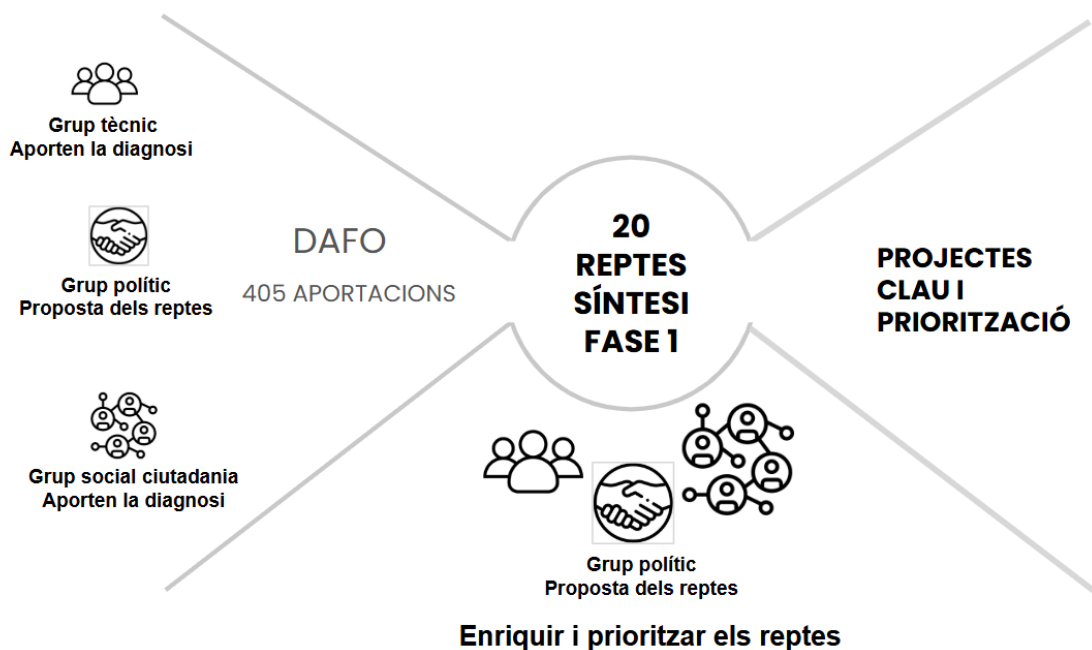 Grup tècnic
Aporten la diagnosi
Grup polític
Proposta dels reptes
Grup social ciutadania
Aporten la diagnosi
DAFO
405 APORTACIONS
20
REPTES
SÍNTESI
FASE 1
PROJECTES
CLAU I
PRIORITZACIÓ
Grup polític
Proposta dels reptes
Enriquir i prioritzar els reptes